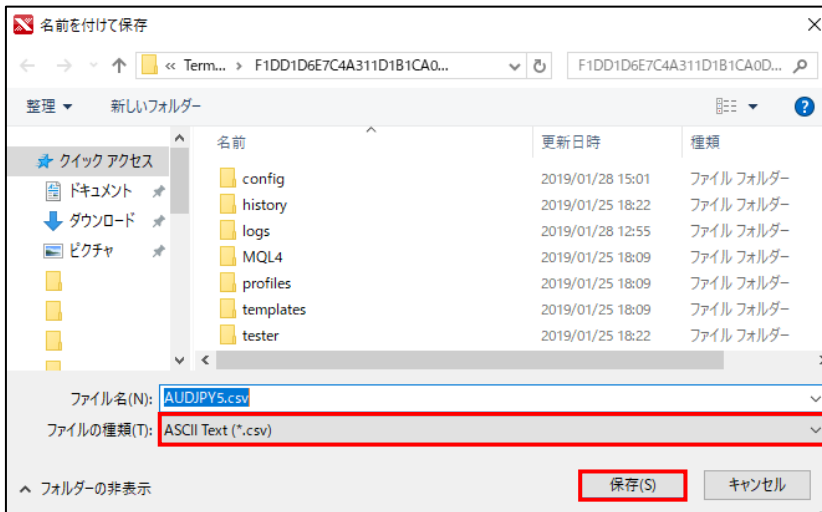 名前を付けて保存
« Term... › F1DD1D6E7C4A311D1B1CA0...
F1DD1D6E7C4A311D1B1CA0D...
整理 新しいフォルダー
名前 更新日時 種類
クイック アクセス
ドキュメント
ダウンロード
ピクチャ
config 2019/01/28 15:01 ファイル フォルダー
history 2019/01/25 18:22 ファイル フォルダー
logs 2019/01/28 12:55 ファイル フォルダー
MQL4 2019/01/25 18:09 ファイル フォルダー
profiles 2019/01/25 18:09 ファイル フォルダー
templates 2019/01/25 18:09 ファイル フォルダー
tester 2019/01/25 18:22 ファイル フォルダー
ファイル名(N): AUDJPY5.csv
ファイルの種類(T): ASCII Text (*.csv)
フォルダーの非表示 保存(S) キャンセル